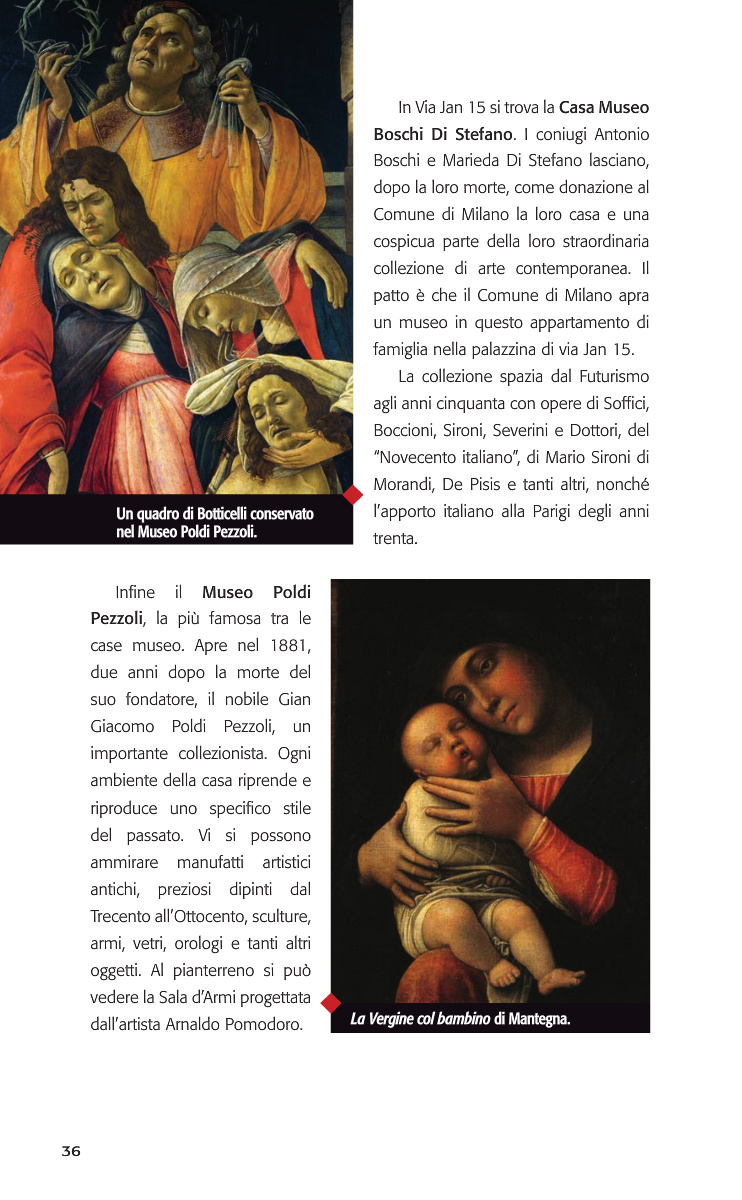 In Via Jan 15 si trova la Casa Museo
Boschi Di Stefano. I coniugi Antonio
Boschi e Marieda Di Stefano lasciano,
dopo la loro morte, come donazione al
Comune di Milano la loro casa e una
cospicua parte della loro straordinaria
collezione di arte contemporanea. Il
patto è che il Comune di Milano apra
un museo in questo appartamento di
famiglia nella palazzina di via Jan 15.
La collezione spazia dal Futurismo
agli anni cinquanta con opere di Soffici,
Boccioni, Sironi, Severini e Dottori, del
“Novecento italiano”, di Mario Sironi di
Morandi, De Pisis e tanti altri, nonché
l’apporto italiano alla Parigi degli anni
trenta.
Un quadro di Botticelli conservato
nel Museo Poldi Pezzoli.
Infine il Museo Poldi
Pezzoli, la più famosa tra le
case museo. Apre nel 1881,
due anni dopo la morte del
suo fondatore, il nobile Gian
Giacomo Poldi Pezzoli, un
importante collezionista. Ogni
ambiente della casa riprende e
riproduce uno specifico stile
del passato. Vi si possono
ammirare manufatti artistici
antichi, preziosi dipinti dal
Trecento all’Ottocento, sculture,
armi, vetri, orologi e tanti altri
oggetti. Al pianterreno si può
vedere la Sala d’Armi progettata
dall’artista Arnaldo Pomodoro.
La Vergine col bambino di Mantegna.
36